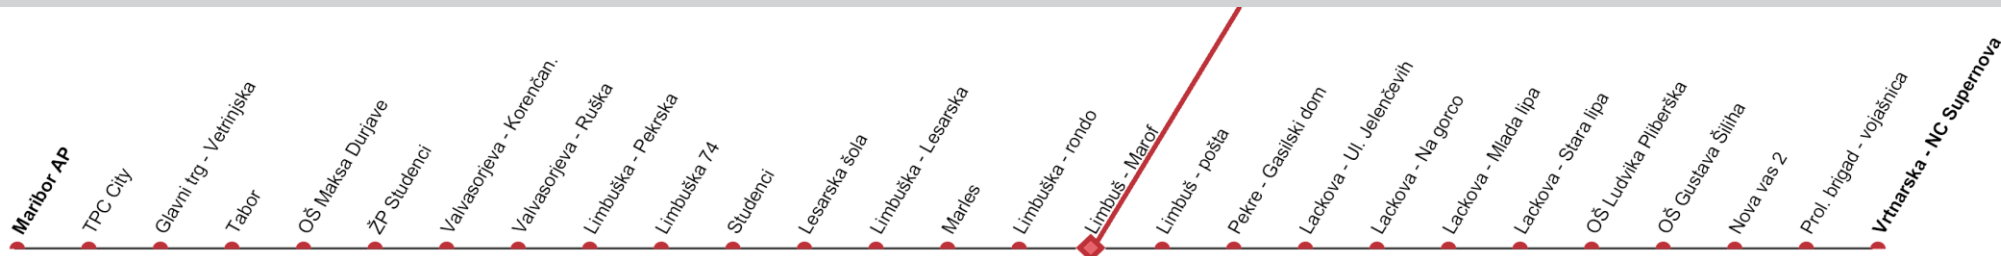 Maribor AP
TPC City
Glavni trg - Vetrinjska
Tabor
OŠ Maksa Durjave
ŽP Studenci
Valvasorjeva - Korenčan.
Valvasorjeva - Ruška
Limbuška - Pekrska
Limbuška 74
Studenci
Lesarska šola
Limbuška - Lesarska
Marles
Limbuška - rondo
Limbuš - Marof
Limbuš - pošta
Pekre - Gasilski dom
Lackova - Ul. Jelenčevih
Lackova - Na gorco
Lackova - Mlada lipa
Lackova - Stara lipa
OŠ Ludvika Pliberška
OŠ Gustava Šiliha
Nova vas 2
Prol. brigad - vojašnica
Vrtnarska - NC Supernova